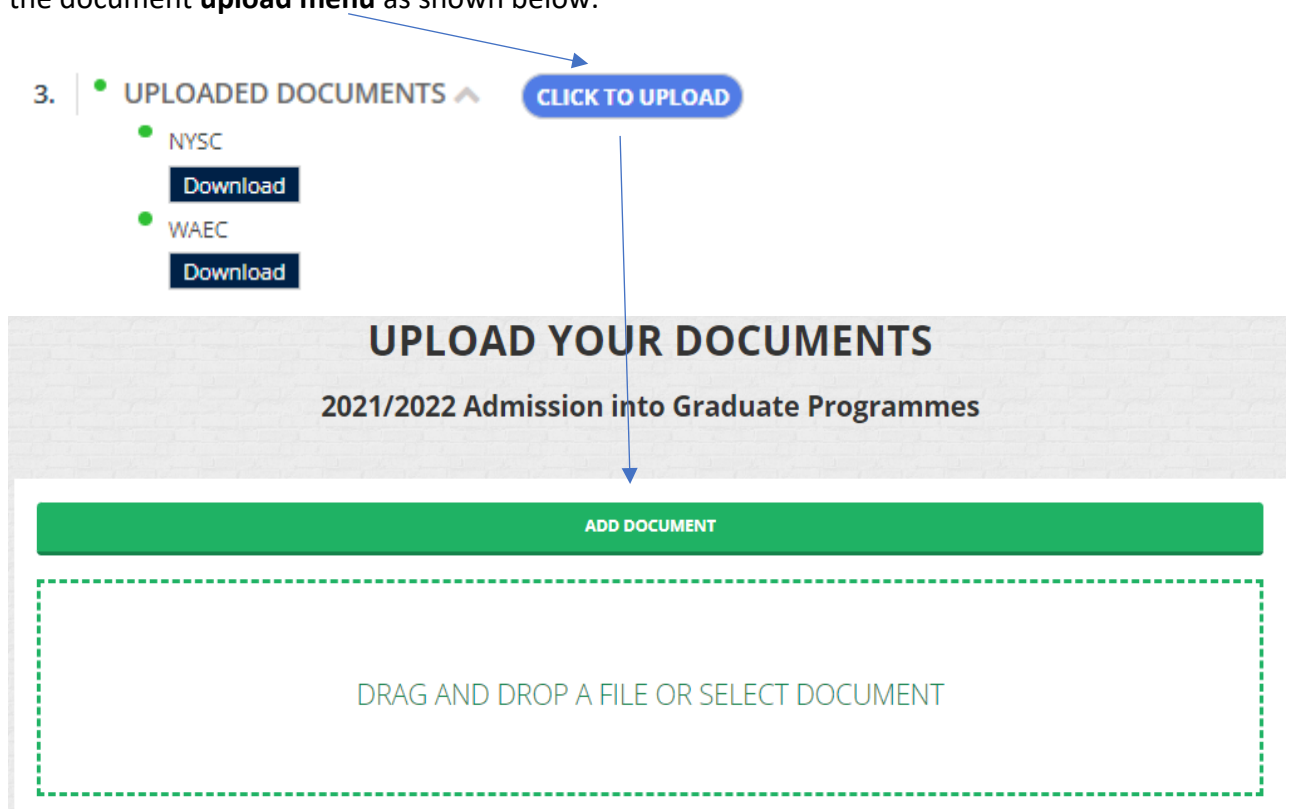 the document upload menu as shown below.
3. UPLOADED DOCUMENTS CLICK TO UPLOAD
NYSC
Download
WAEC
Download
UPLOAD YOUR DOCUMENTS
2021/2022 Admission into Graduate Programmes
ADD DOCUMENT
DRAG AND DROP A FILE OR SELECT DOCUMENT